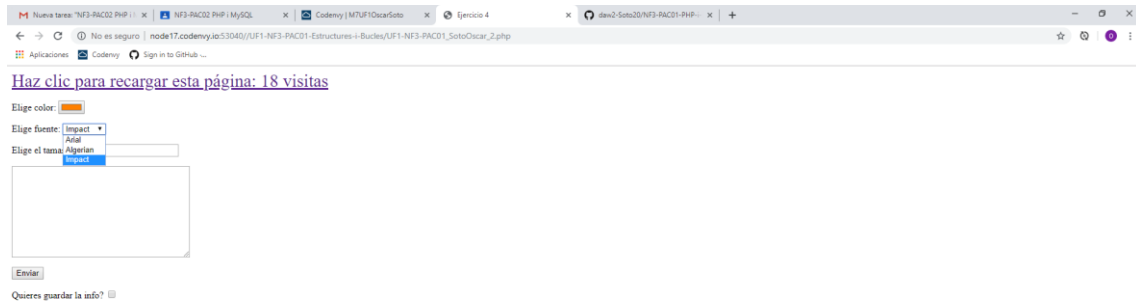 Nueva tarea: "NF3-PAC02 PHP i M
NF3-PAC02 PHP i MySQL
Codenvy | M7UF1OscarSoto
Ejercicio 4
daw2-Soto20/NF3-PAC01-PHP-
No es seguro | node17.codenvy.io:53040//UF1-NF3-PAC01-Estructures-i-Bucles/UF1-NF3-PAC01_SotoOscar_2.php
Aplicaciones Codenvy Sign in to GitHub ·...
Haz clic para recargar esta página: 18 visitas
Elige color:
Elige fuente: Impact
Arial
Elige el tama Algerian
Impact
Enviar
Quieres guardar la info?